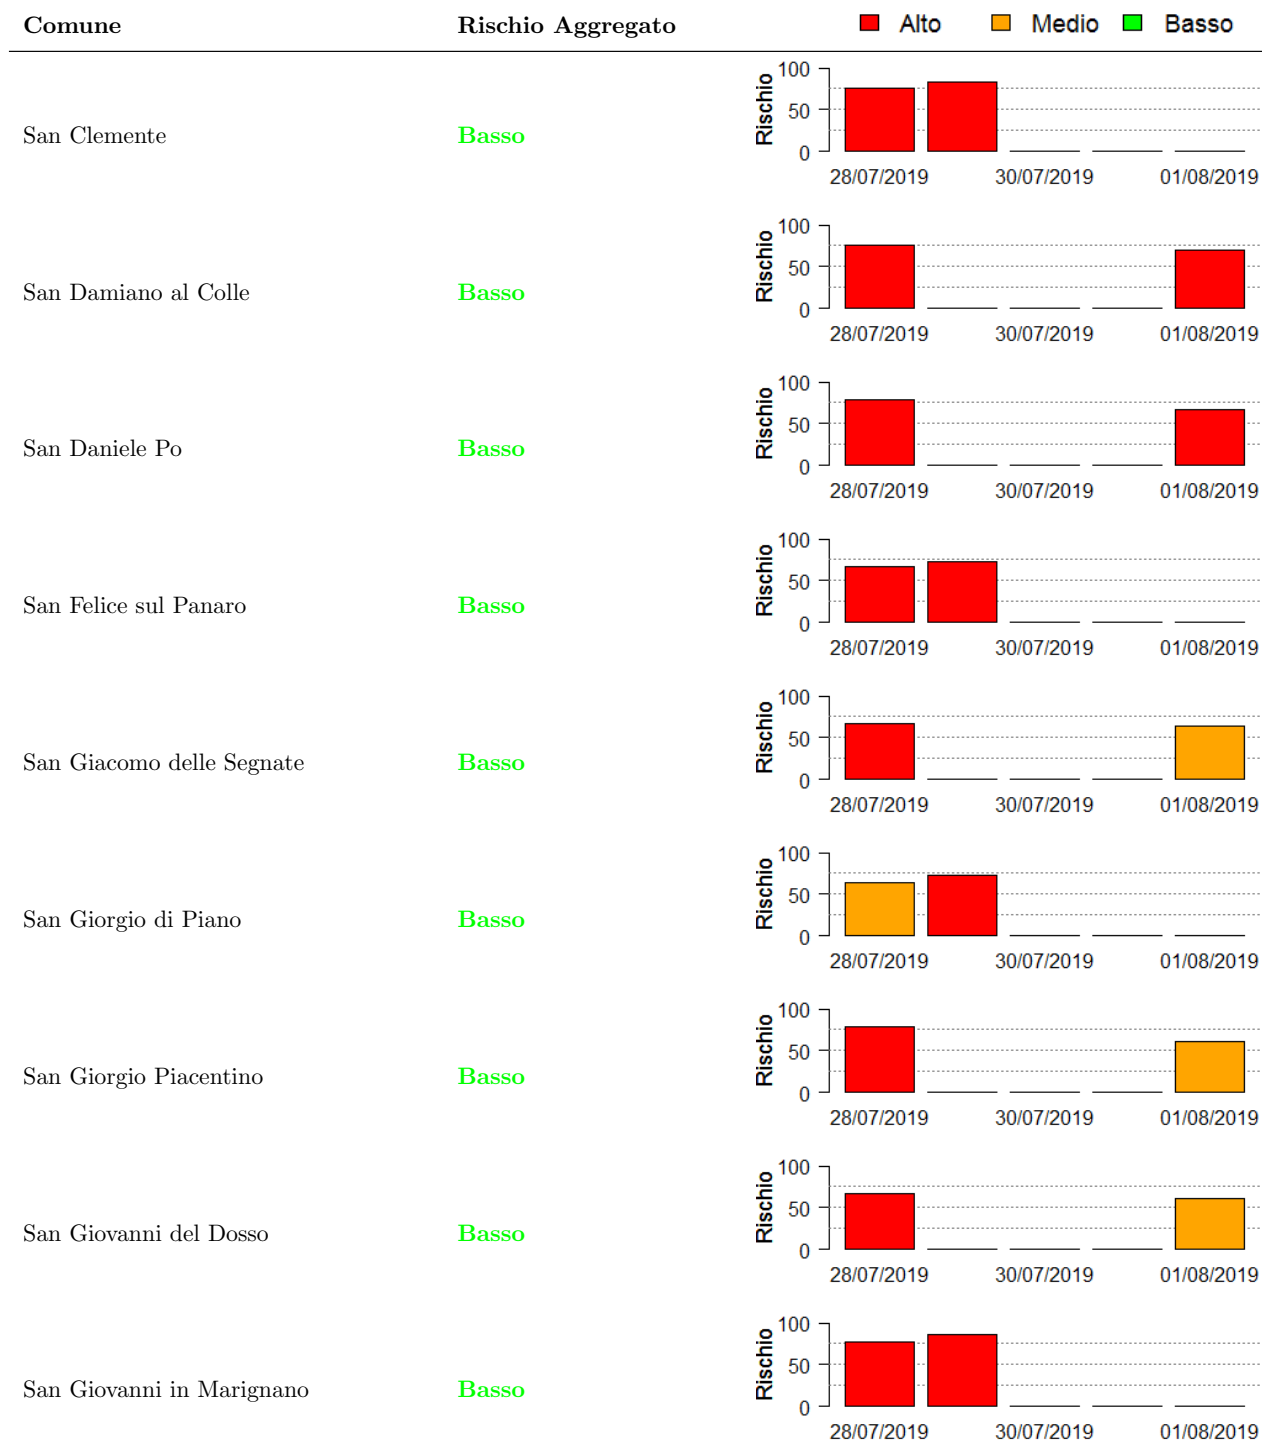 Comune Rischio Aggregato Alto Medio Basso
100
50
0
Rischio
San Clemente Basso
28/07/2019 30/07/2019 01/08/2019
100
50
0
Rischio
San Damiano al Colle Basso
28/07/2019 30/07/2019 01/08/2019
100
50
0
Rischio
San Daniele Po Basso
28/07/2019 30/07/2019 01/08/2019
100
50
0
Rischio
San Felice sul Panaro Basso
28/07/2019 30/07/2019 01/08/2019
100
50
0
Rischio
San Giacomo delle Segnate Basso
28/07/2019 30/07/2019 01/08/2019
100
50
0
Rischio
San Giorgio di Piano Basso
28/07/2019 30/07/2019 01/08/2019
100
50
0
Rischio
San Giorgio Piacentino Basso
28/07/2019 30/07/2019 01/08/2019
100
50
0
Rischio
San Giovanni del Dosso Basso
28/07/2019 30/07/2019 01/08/2019
100
50
0
Rischio
San Giovanni in Marignano Basso
28/07/2019 30/07/2019 01/08/2019